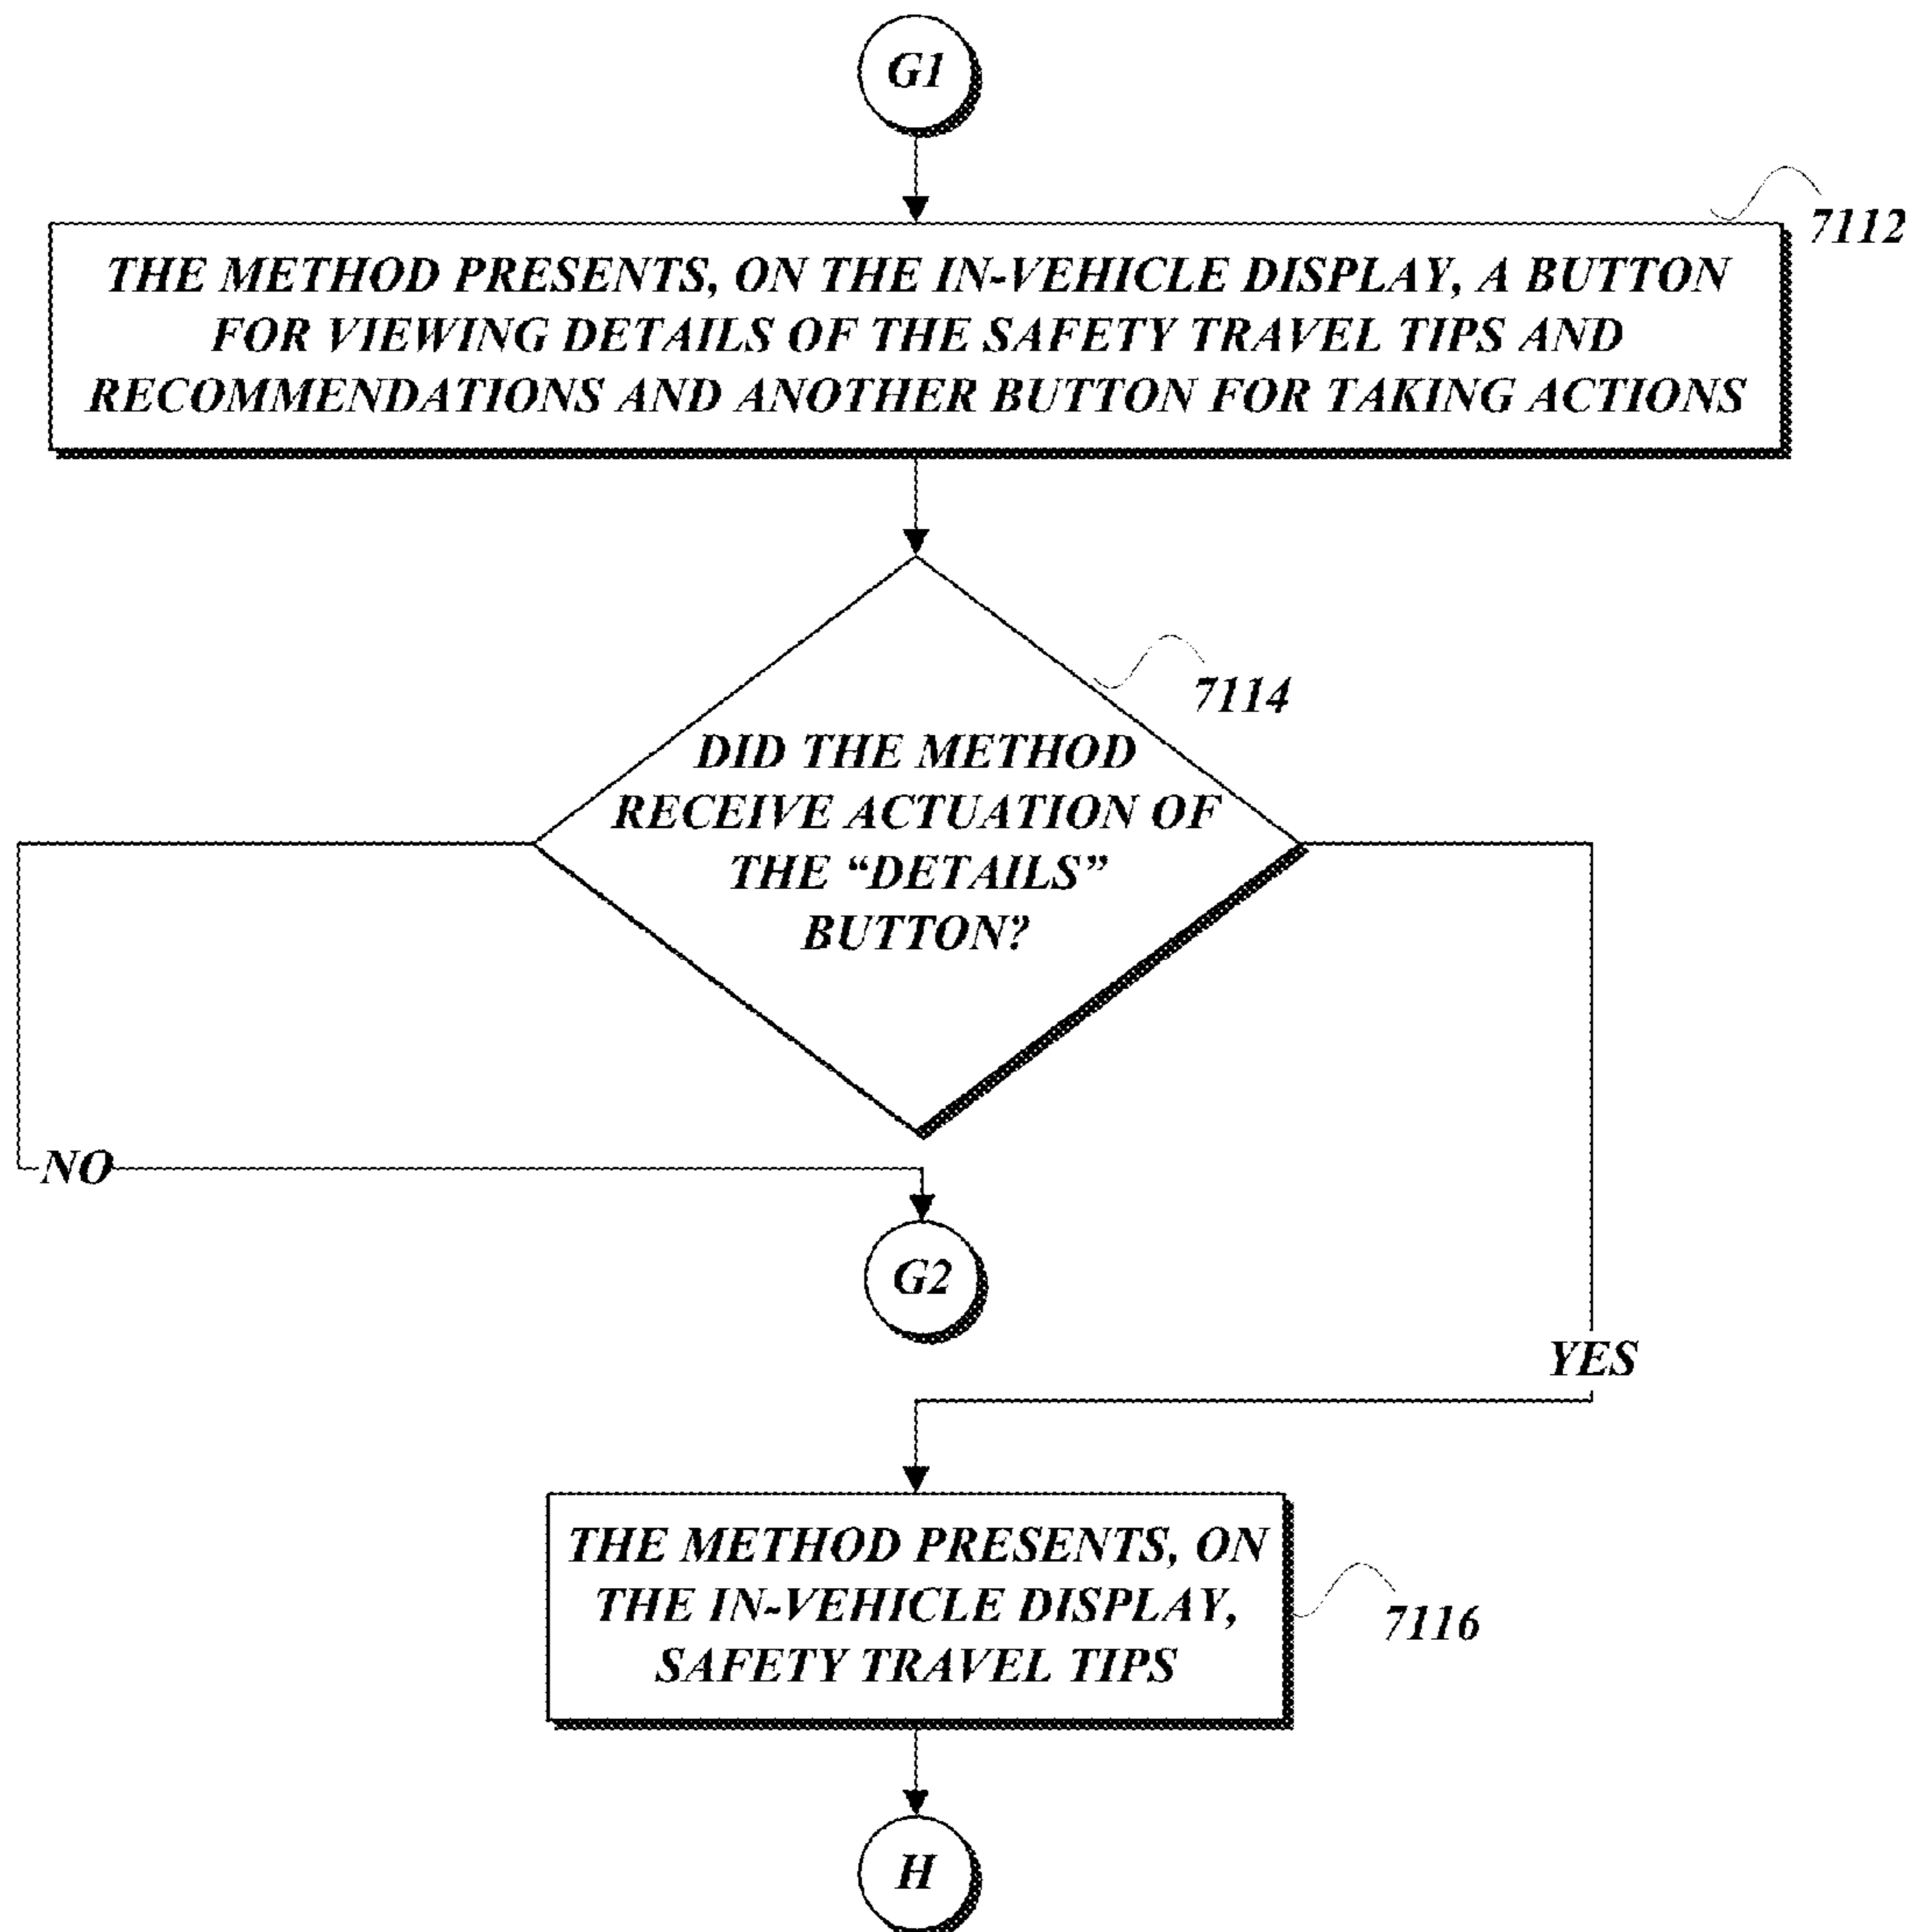 G1
7112
THE METHOD PRESENTS, ON THE IN-VEHICLE DISPLAY, A BUTTON
FOR VIEWING DETAILS OF THE SAFETY TRAVEL TIPS AND
RECOMMENDATIONS AND ANOTHER BUTTON FOR TAKING ACTIONS
7114
DID THE METHOD
RECEIVE ACTUATION OF
THE “DETAILS”
BUTTON?
NO
G2
YES
THE METHOD PRESENTS, ON
THE IN-VEHICLE DISPLAY,
SAFETY TRAVEL TIPS
7116
H